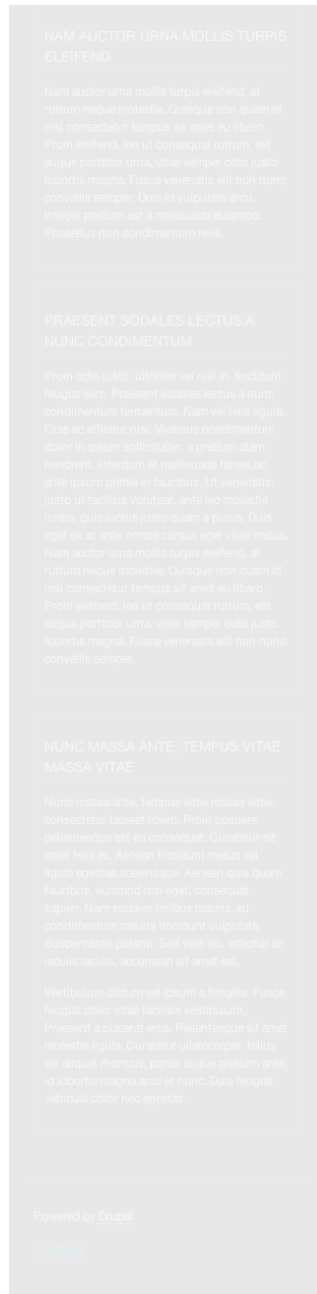 NAM AUCTOR URNA MOLLIS TURPIS
ELEIFEND
Nam auctor urna mollis turpis eleifend, at
rutrum neque molestie. Quisque non quam id
nisi consectetur tempus sit amet eu libero.
Proin eleifend, leo ut consequat rutrum, elit
augue porttitor urna, vitae semper odio justo
lobortis magna. Fusce venenatis elit non nunc
convallis semper. Duis id vulputate arcu.
Integer pretium est a malesuada euismod.
Phasellus non condimentum felis.
PRAESENT SODALES LECTUS A
NUNC CONDIMENTUM
Proin odio justo, ultricies vel nisl in, tincidunt
feugiat sem. Praesent sodales lectus a nunc
condimentum fermentum. Nam vel felis ligula.
Cras ac efficitur nisi. Vivamus condimentum
dolor in ipsum sollicitudin, a pretium diam
hendrerit. Interdum et malesuada fames ac
ante ipsum primis in faucibus. Ut venenatis,
justo ut facilisis volutpat, ante leo molestie
lorem, quis luctus justo quam a purus. Duis
eget ex ac ante ornare cursus eget vitae metus.
Nam auctor urna mollis turpis eleifend, at
rutrum neque molestie. Quisque non quam id
nisi consectetur tempus sit amet eu libero.
Proin eleifend, leo ut consequat rutrum, elit
augue porttitor urna, vitae semper odio justo
lobortis magna. Fusce venenatis elit non nunc
convallis semper.
NUNC MASSA ANTE, TEMPUS VITAE
MASSA VITAE
Nunc massa ante, tempus vitae massa vitae,
consectetur laoreet libero. Proin posuere
pellentesque est eu consequat. Curabitur sit
amet felis ex. Aenean tincidunt metus vel
ligula egestas scelerisque. Aenean quis quam
faucibus, euismod nisi eget, consequat
sapien. Nam sodales finibus mauris, eu
condimentum mauris tincidunt vulputate.
Suspendisse potenti. Sed velit leo, efficitur ac
iaculis iaculis, accumsan sit amet est.
Vestibulum dictum vel ipsum a fringilla. Fusce
feugiat dolor vitae facilisis vestibulum.
Praesent a placerat eros. Pellentesque sit amet
molestie ligula. Curabitur ullamcorper, tellus
vel aliquet rhoncus, purus augue pretium ante,
id lobortis magna arcu et nunc. Duis feugiat
vehicula dolor nec egestas.
Powered by Drupal
Contact